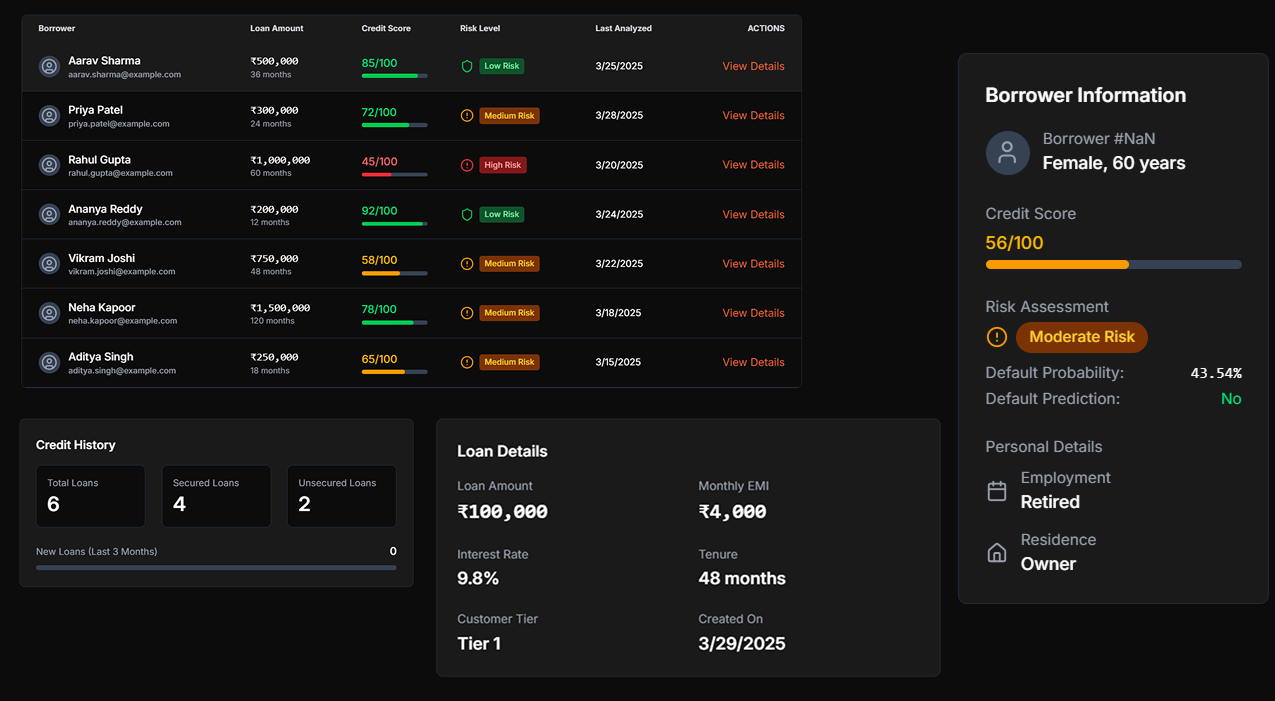 Borrower Loan Amount Credit Score Risk Level Last Analyzed ACTIONS
Aarav Sharma ₹500,000 85/100 Low Risk 3/25/2025 View Details
aarav.sharma@example.com 36 months
Priya Patel ₹300,000 72/100 Medium Risk 3/28/2025 View Details
priya.patel@example.com 24 months
Rahul Gupta ₹1,000,000 45/100 High Risk 3/20/2025 View Details
rahul.gupta@example.com 60 months
Ananya Reddy ₹200,000 92/100 Low Risk 3/24/2025 View Details
ananya.reddy@example.com 12 months
Vikram Joshi ₹750,000 58/100 Medium Risk 3/22/2025 View Details
vikram.joshi@example.com 48 months
Neha Kapoor ₹1,500,000 78/100 Medium Risk 3/18/2025 View Details
neha.kapoor@example.com 120 months
Aditya Singh ₹250,000 65/100 Medium Risk 3/15/2025 View Details
aditya.singh@example.com 18 months
Credit History
Total Loans Secured Loans Unsecured Loans
6 4 2
New Loans (Last 3 Months) 0
Loan Details
Loan Amount Monthly EMI
₹100,000 ₹4,000
Interest Rate Tenure
9.8% 48 months
Customer Tier Created On
Tier 1 3/29/2025
Borrower Information
Borrower #NaN
Female, 60 years
Credit Score
56/100
Risk Assessment
Moderate Risk
Default Probability: 43.54%
Default Prediction: No
Personal Details
Employment
Retired
Residence
Owner